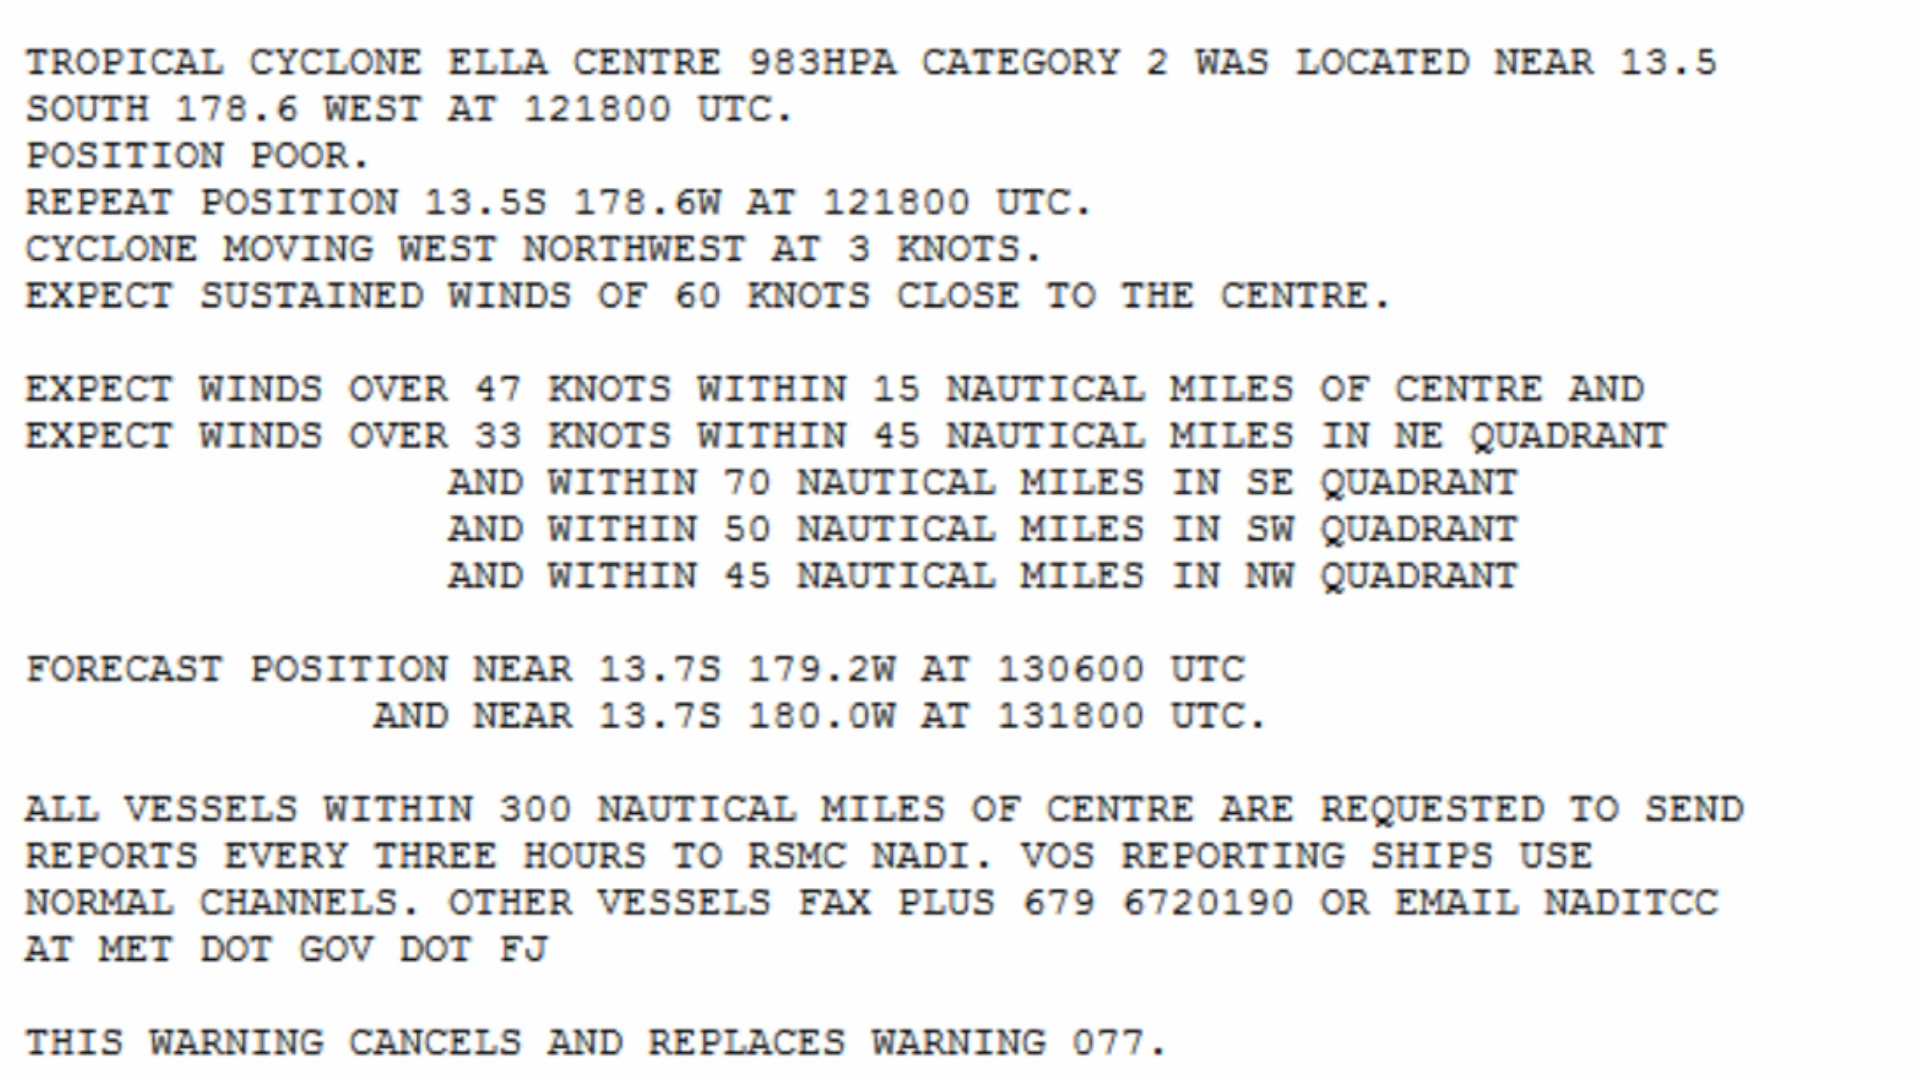 TROPICAL CYCLONE ELLA CENTRE 983HPA CATEGORY 2 WAS LOCATED NEAR 13.5
SOUTH 178.6 WEST AT 121800 UTC.
POSITION POOR.
REPEAT POSITION 13.5S 178.6W AT 121800 UTC.
CYCLONE MOVING WEST NORTHWEST AT 3 KNOTS.
EXPECT SUSTAINED WINDS OF 60 KNOTS CLOSE TO THE CENTRE.
EXPECT WINDS OVER 47 KNOTS WITHIN 15 NAUTICAL MILES OF CENTRE AND
EXPECT WINDS OVER 33 KNOTS WITHIN 45 NAUTICAL MILES IN NE QUADRANT
AND WITHIN 70 NAUTICAL MILES IN SE QUADRANT
AND WITHIN 50 NAUTICAL MILES IN SW QUADRANT
AND WITHIN 45 NAUTICAL MILES IN NW QUADRANT
FORECAST POSITION NEAR 13.7S 179.2W AT 130600 UTC
AND NEAR 13.7S 180.0W AT 131800 UTC.
ALL VESSELS WITHIN 300 NAUTICAL MILES OF CENTRE ARE REQUESTED TO SEND
REPORTS EVERY THREE HOURS TO RSMC NADI. VOS REPORTING SHIPS USE
NORMAL CHANNELS. OTHER VESSELS FAX PLUS 679 6720190 OR EMAIL NADITCC
AT MET DOT GOV DOT FJ
THIS WARNING CANCELS AND REPLACES WARNING 077.